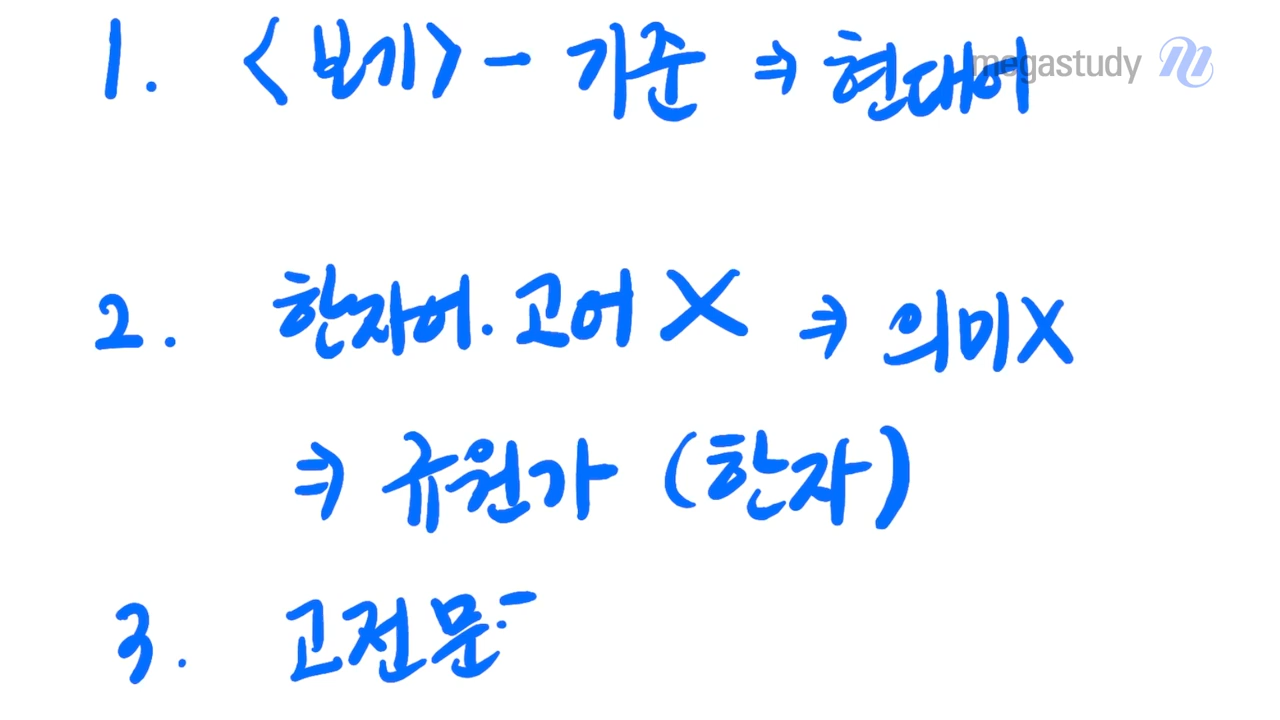 1. <보기> - 기준 ⇒ 현대어
megastudy
2. 한자어·고어 X ⇒ 의미X
⇒ 규원가 (한자)
3. 고전문